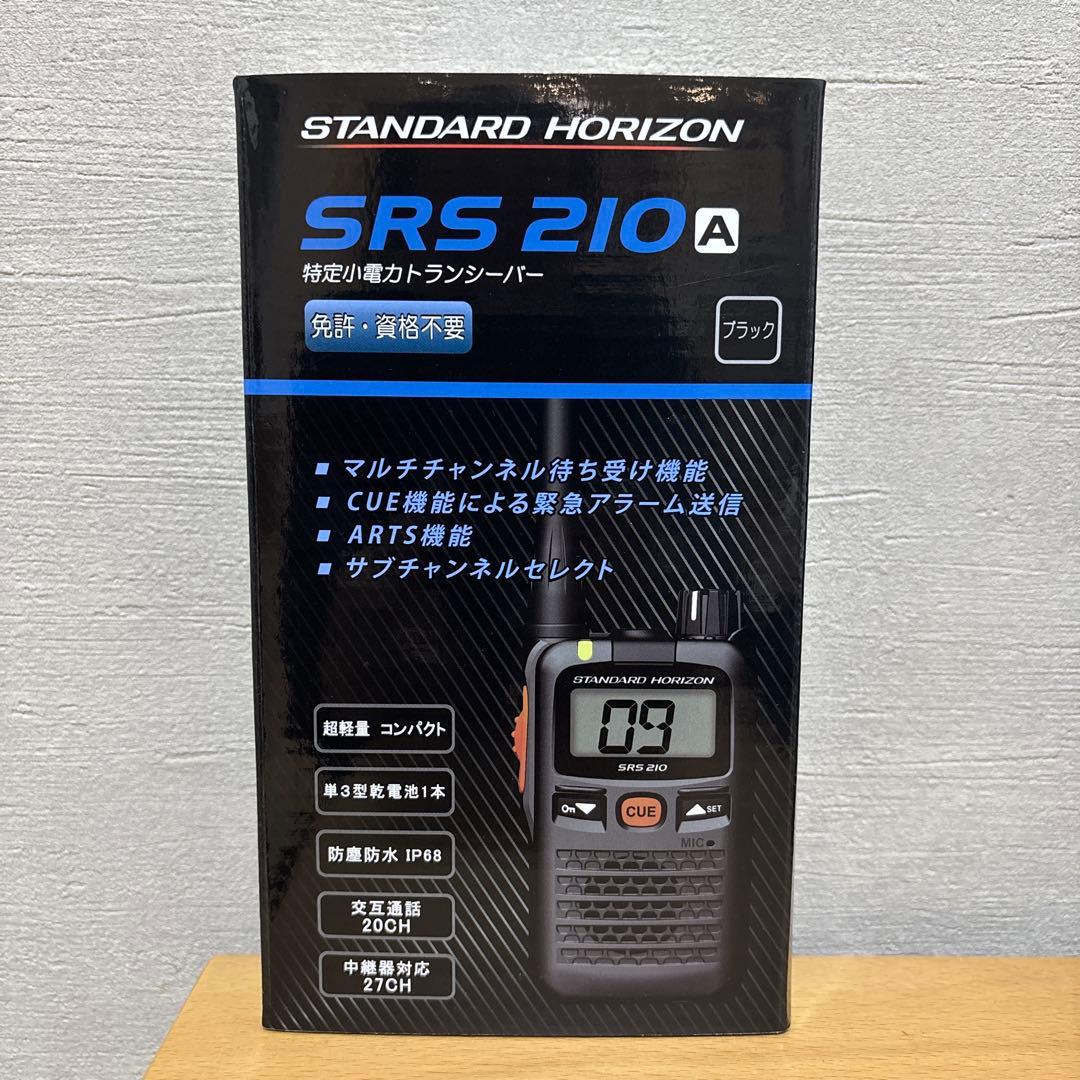 STANDARD HORIZON
SRS 210 A
特定小電力トランシーバー
免許・資格不要
ブラック
■ マルチチャンネル待ち受け機能
■ CUE機能による緊急アラーム送信
■ ARTS機能
■ サブチャンネルセレクト
STANDARD HORIZON
09
SRS 210
CUE
SET
MIC
超軽量 コンパクト
単3型乾電池1本
防塵防水 IP68
交互通話
20CH
中継器対応
27CH